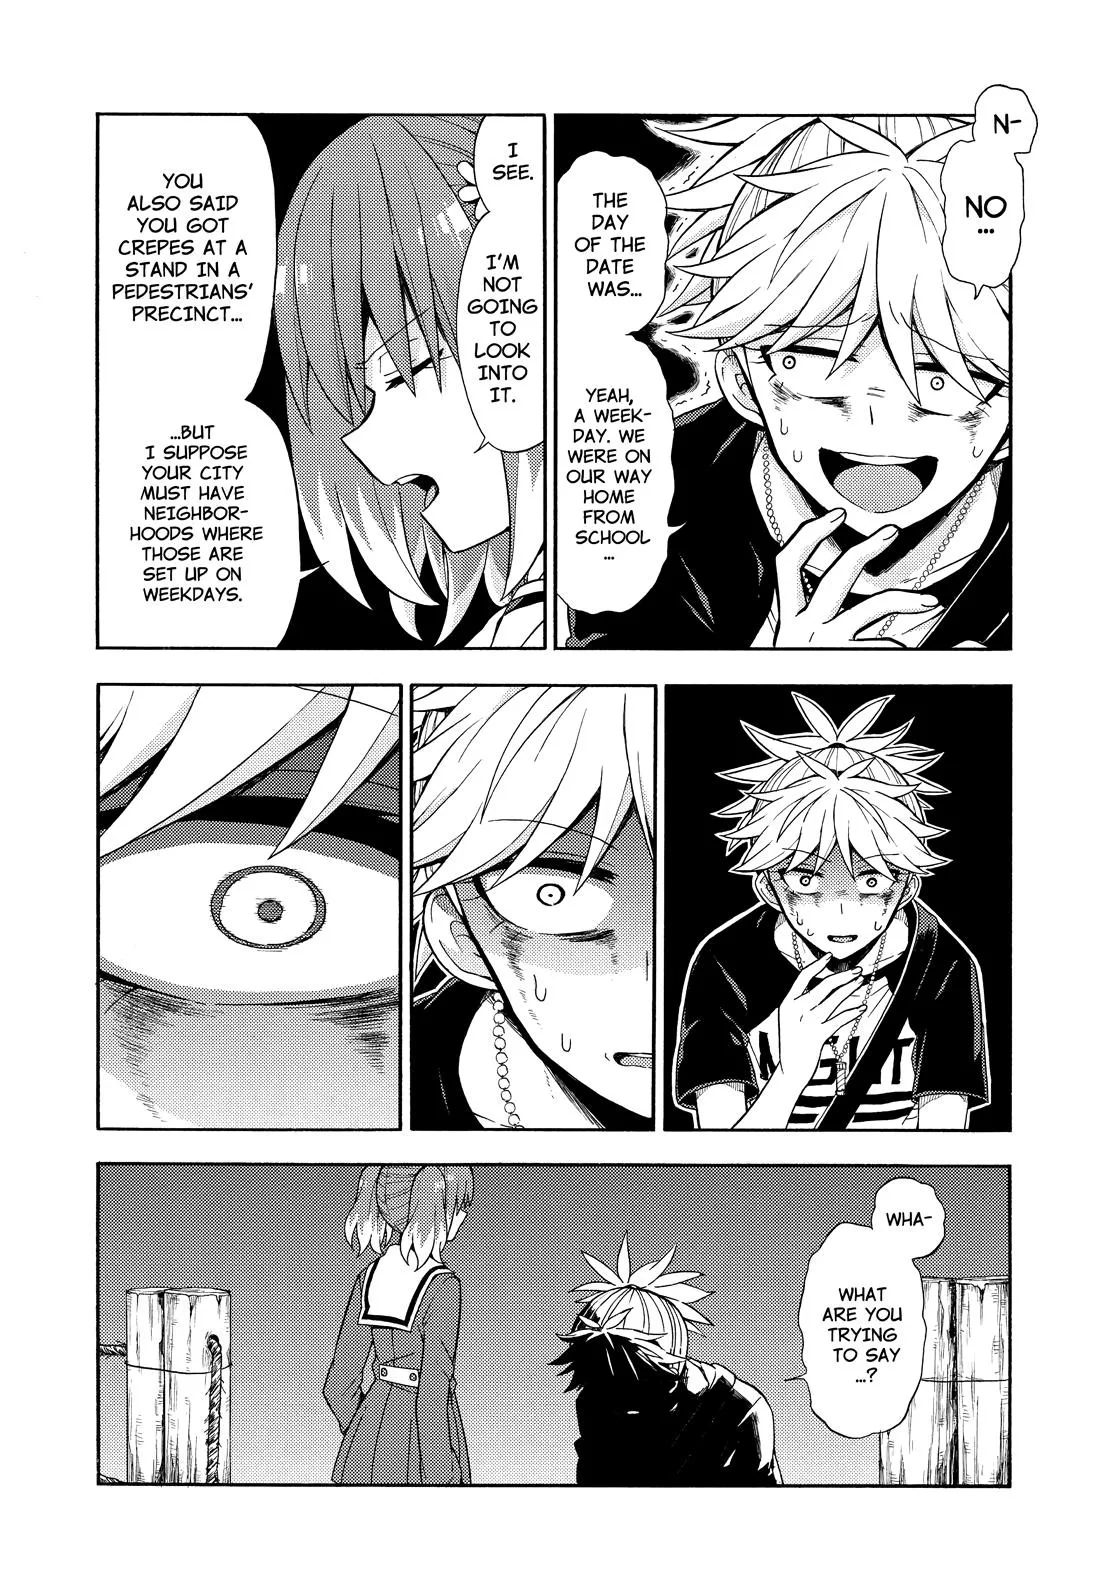 N-
NO
...
THE
DAY
OF THE
DATE
WAS...
YEAH,
A WEEK-
DAY. WE
WERE ON
OUR WAY
HOME
FROM
SCHOOL
...
I
SEE.
I'M
NOT
GOING
TO
LOOK
INTO
IT.
YOU
ALSO SAID
YOU GOT
CREPES AT A
STAND IN A
PEDESTRIANS'
PRECINCT...
...BUT
I SUPPOSE
YOUR CITY
MUST HAVE
NEIGHBOR-
HOODS WHERE
THOSE ARE
SET UP ON
WEEKDAYS.
WHA-
WHAT
ARE YOU
TRYING
TO SAY
...?